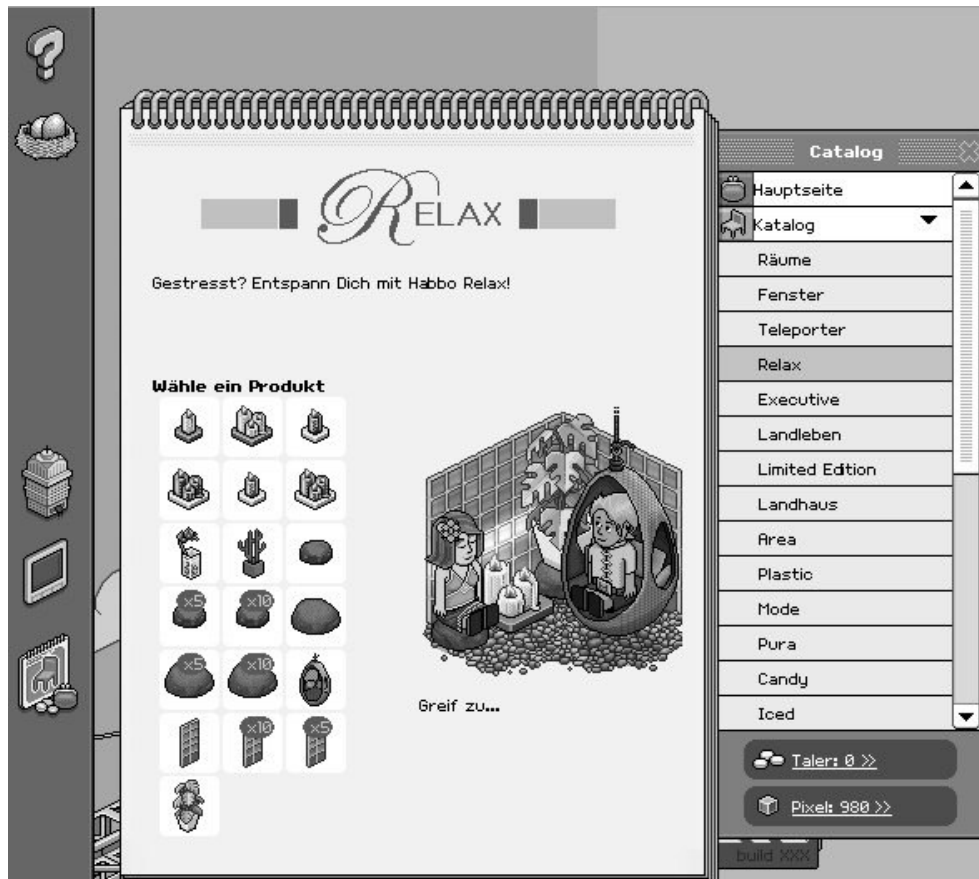 RELAX
Gestresst? Entspann Dich mit Habbo Relax!
Wähle ein Produkt
x5
x10
x5
x10
x10
x5
Greif zu...
Catalog
Hauptseite
Katalog
Räume
Fenster
Teleporter
Relax
Executive
Landleben
Limited Edition
Landhaus
Area
Plastic
Mode
Pura
Candy
Iced
Taler: 0 >>
Pixel: 980 >>
build XXX